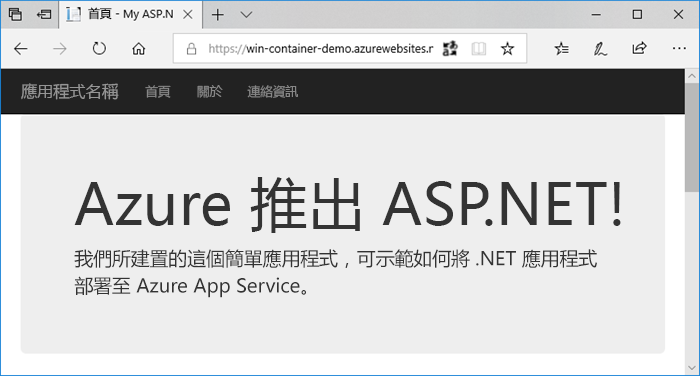 首頁 - My ASP.N
https://win-container-demo.azurewebsites.n
應用程式名稱 首頁 關於 連絡資訊
Azure 推出 ASP.NET!
我們所建置的這個簡單應用程式，可示範如何將 .NET 應用程式
部署至 Azure App Service。